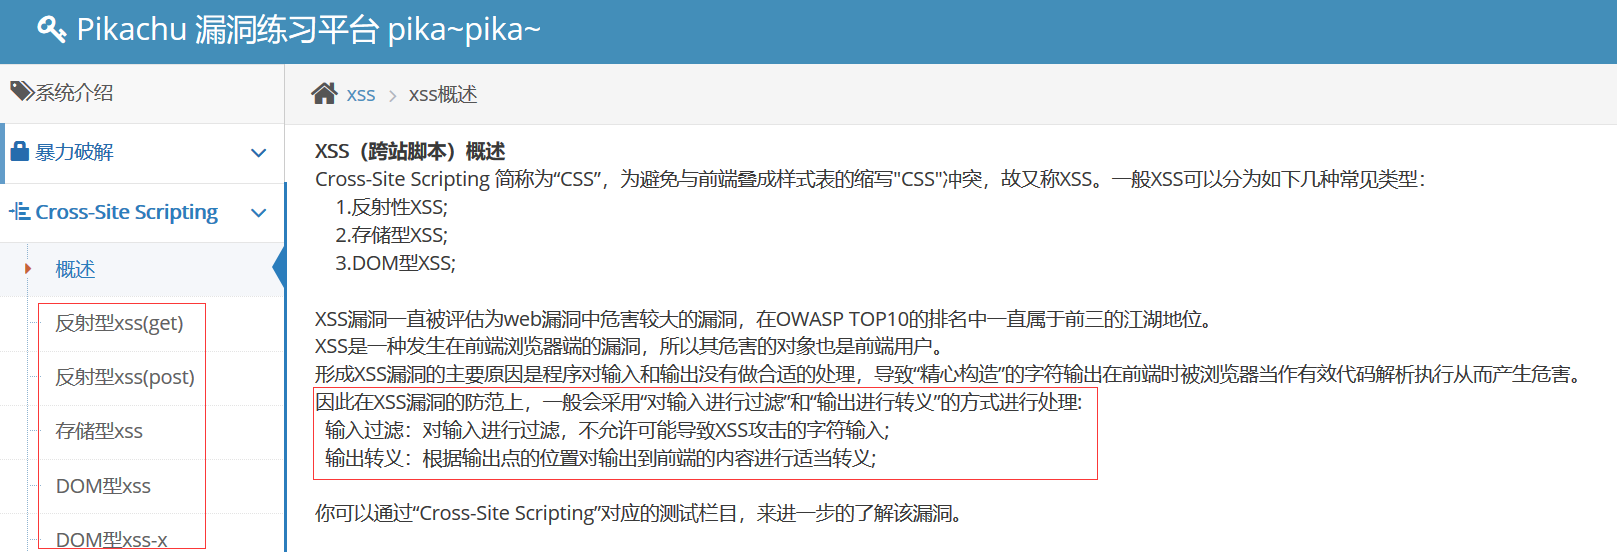 Pikachu 漏洞练习平台 pika~pika~
系统介绍
xss > xss概述
暴力破解
Cross-Site Scripting
概述
反射型xss(get)
反射型xss(post)
存储型xss
DOM型xss
DOM型xss-x
XSS（跨站脚本）概述
Cross-Site Scripting 简称为“CSS”，为避免与前端叠成样式表的缩写"CSS"冲突，故又称XSS。一般XSS可以分为如下几种常见类型：
1.反射性XSS;
2.存储型XSS;
3.DOM型XSS;
XSS漏洞一直被评估为web漏洞中危害较大的漏洞，在OWASP TOP10的排名中一直属于前三的江湖地位。
XSS是一种发生在前端浏览器端的漏洞，所以其危害的对象也是前端用户。
形成XSS漏洞的主要原因是程序对输入和输出没有做合适的处理，导致“精心构造”的字符输出在前端时被浏览器当作有效代码解析执行从而产生危害。
因此在XSS漏洞的防范上，一般会采用“对输入进行过滤”和“输出进行转义”的方式进行处理:
输入过滤：对输入进行过滤，不允许可能导致XSS攻击的字符输入;
输出转义：根据输出点的位置对输出到前端的内容进行适当转义;
你可以通过“Cross-Site Scripting”对应的测试栏目，来进一步的了解该漏洞。